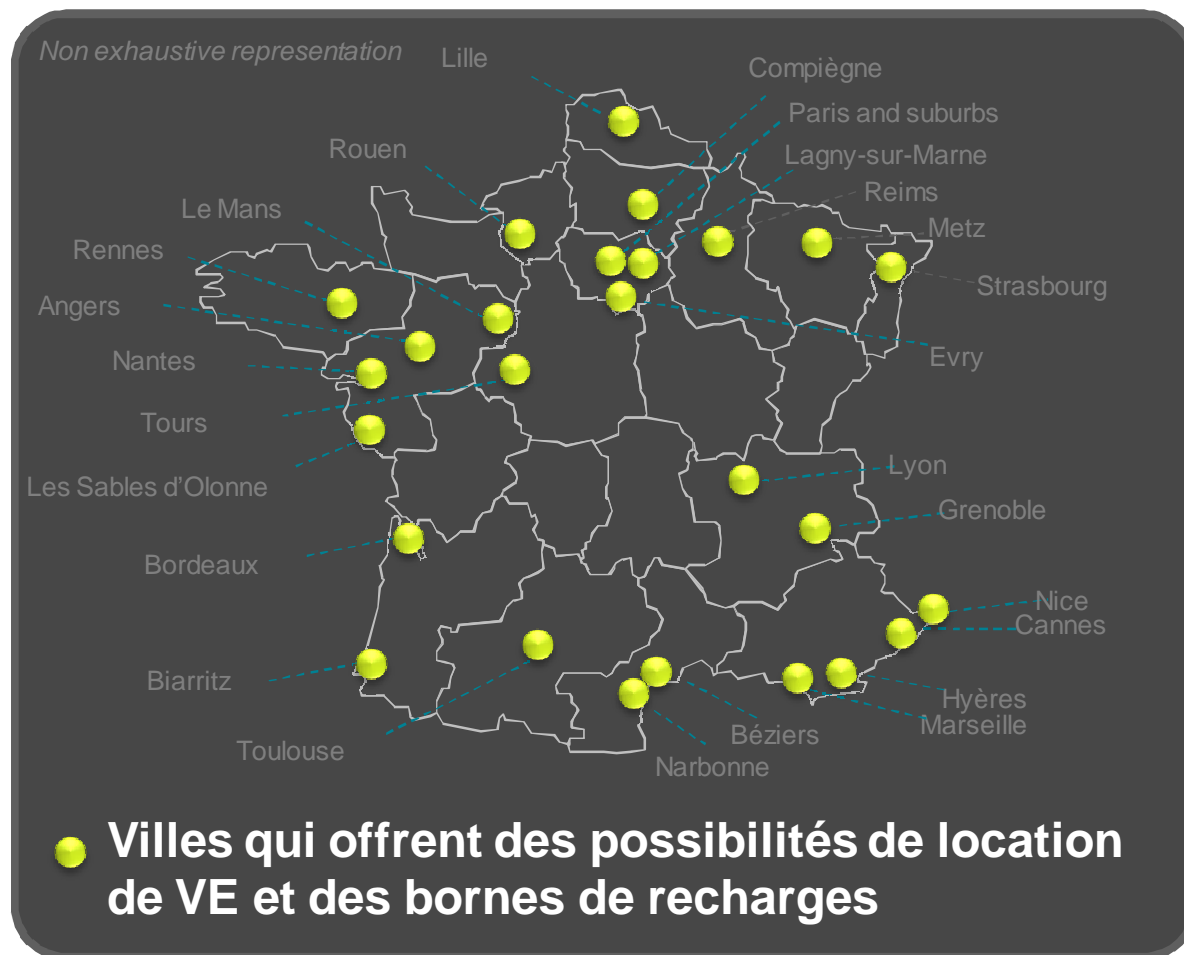 Non exhaustive representation
Lille
Compiègne
Paris and suburbs
Rouen
Lagny-sur-Marne
Reims
Le Mans
Metz
Rennes
Strasbourg
Angers
Evry
Nantes
Tours
Lyon
Les Sables d’Olonne
Grenoble
Bordeaux
Nice
Cannes
Biarritz
Hyères
Marseille
Béziers
Toulouse
Narbonne
Villes qui offrent des possibilités de location
de VE et des bornes de recharges